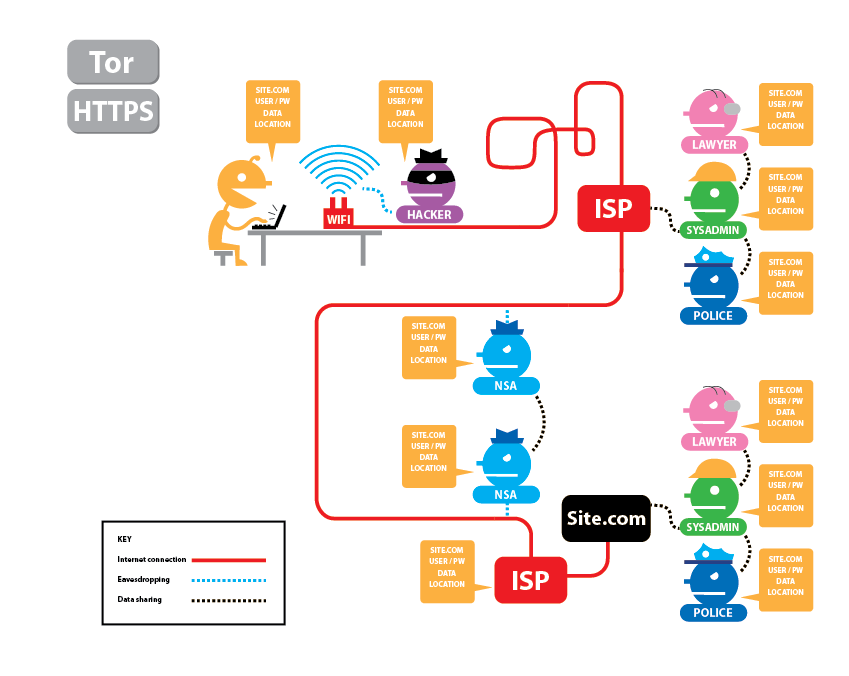 Tor
HTTPS
SITE.COM
USER / PW
DATA
LOCATION
SITE.COM
USER / PW
DATA
LOCATION
WIFI
HACKER
ISP
SITE.COM
USER / PW
DATA
LOCATION
LAWYER
SITE.COM
USER / PW
DATA
LOCATION
SYSADMIN
SITE.COM
USER / PW
DATA
LOCATION
POLICE
SITE.COM
USER / PW
DATA
LOCATION
NSA
SITE.COM
USER / PW
DATA
LOCATION
NSA
SITE.COM
USER / PW
DATA
LOCATION
LAWYER
SITE.COM
USER / PW
DATA
LOCATION
SYSADMIN
SITE.COM
USER / PW
DATA
LOCATION
POLICE
Site.com
SITE.COM
USER / PW
DATA
LOCATION
ISP
KEY
Internet connection
Eavesdropping
Data sharing